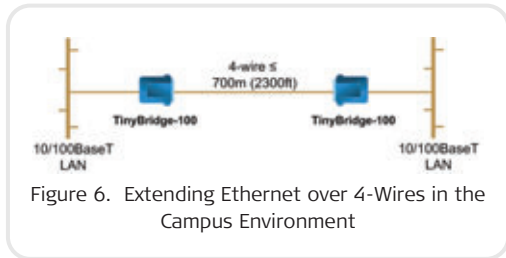 4-wire ≤
700m (2300ft)
TinyBridge-100
TinyBridge-100
10/100BaseT
LAN
10/100BaseT
LAN
Figure 6. Extending Ethernet over 4-Wires in the
Campus Environment